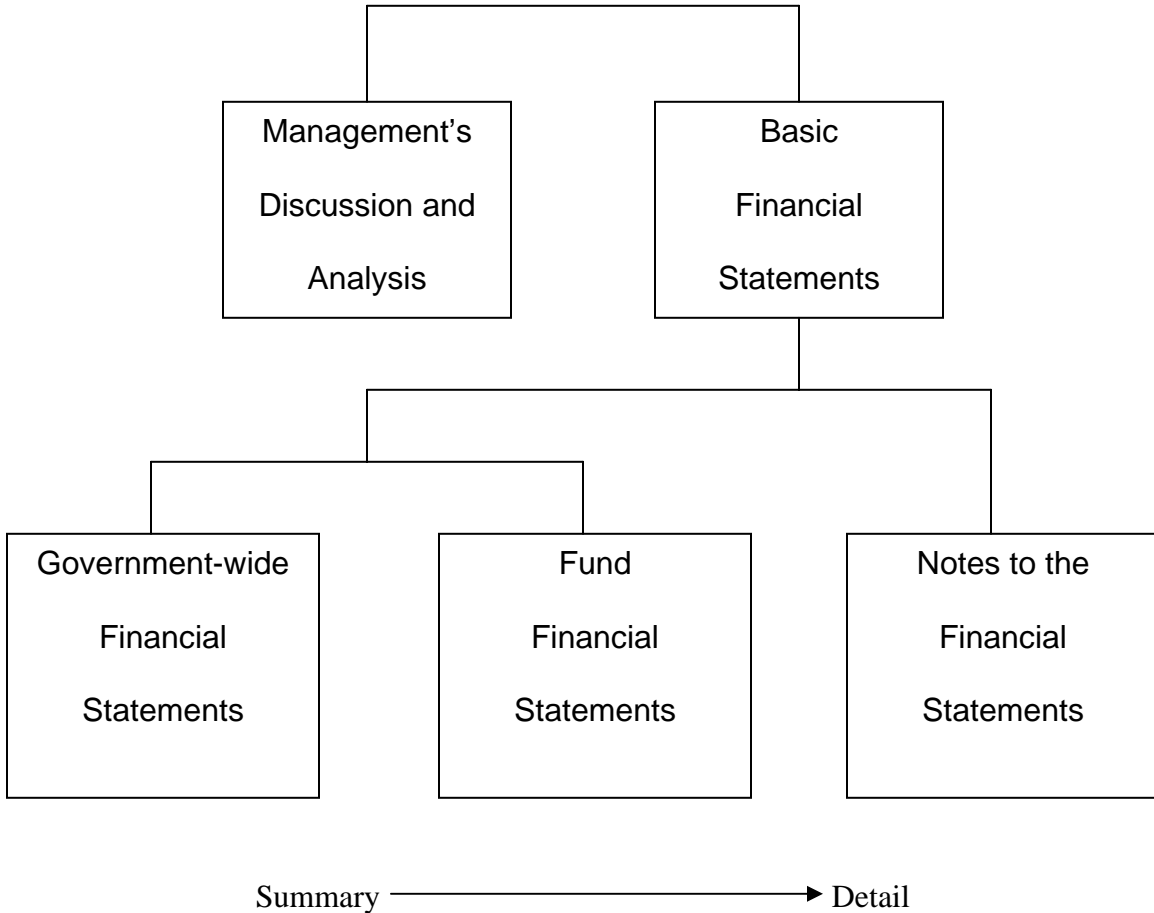 Management’s
Discussion and
Analysis
Basic
Financial
Statements
Government-wide
Financial
Statements
Fund
Financial
Statements
Notes to the
Financial
Statements
Summary
Detail